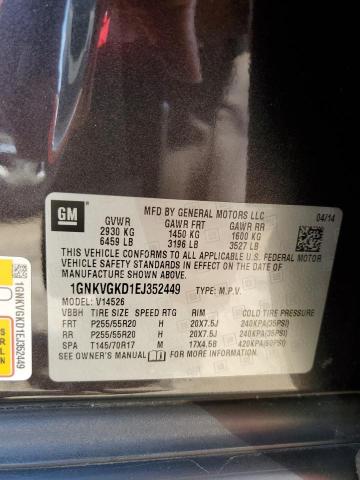 GM
MFD BY GENERAL MOTORS LLC
04/14
GVWR GAWR FRT GAWR RR
2930 KG 1450 KG 1600 KG
6459 LB 3196 LB 3527 LB
THIS VEHICLE CONFORMS TO ALL APPLICABLE U.S. FEDERAL MOTOR
VEHICLE SAFETY STANDARDS IN EFFECT ON THE DATE OF
MANUFACTURE SHOWN ABOVE.
1GNKVGKD1EJ352449 TYPE: M.P.V.
MODEL: V14526
VBBH TIRE SIZE SPEED RTG RIM COLD TIRE PRESSURE
FRT P255/55R20 H 20X7.5J 240KPA(35PSI)
RR P255/55R20 H 20X7.5J 240KPA(35PSI)
SPA T145/70R17 M 17X4.5B 420KPA(60PSI)
SEE OWNER'S MANUAL FOR MORE INFORMATION.
1GNKVGKD1EJ352449